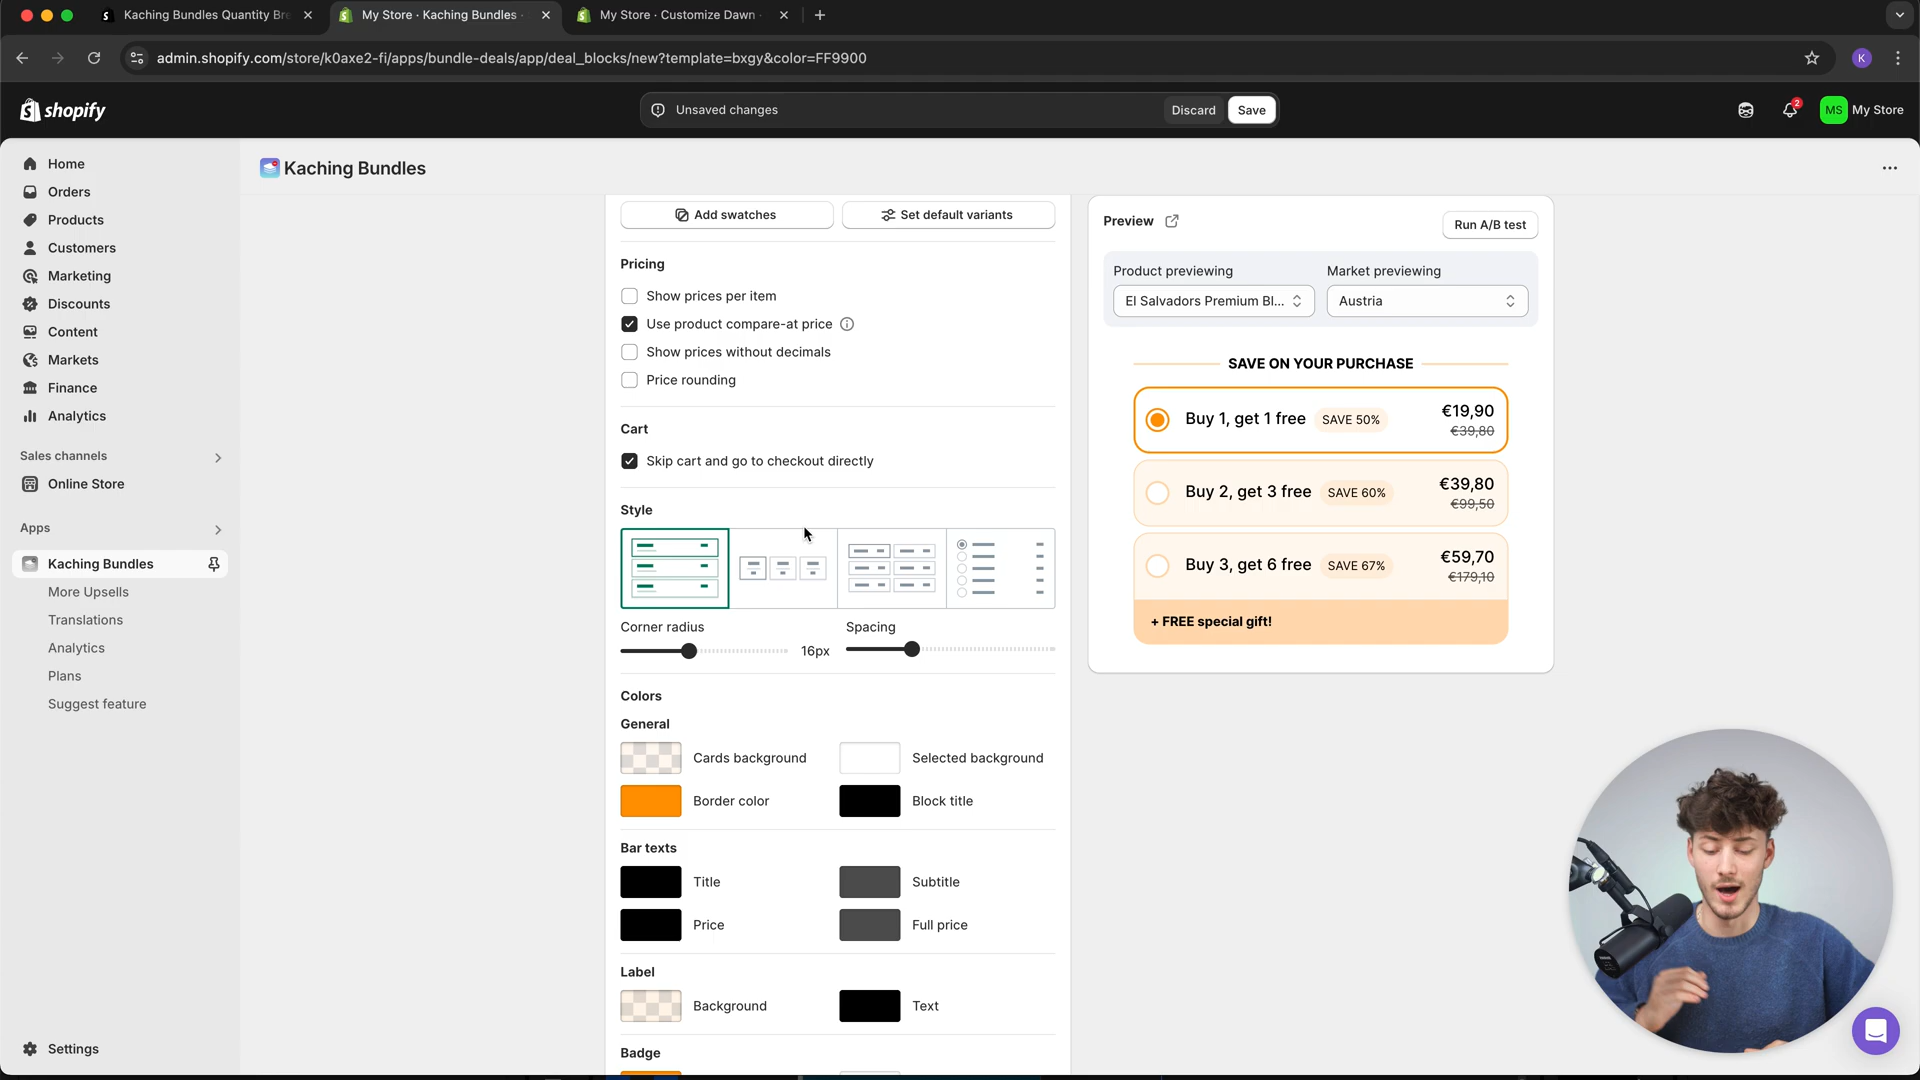 Kaching Bundles Quantity Bre
My Store · Kaching Bundles ·
My Store · Customize Dawn ·
admin.shopify.com/store/k0axe2-fi/apps/bundle-deals/app/deal_blocks/new?template=bxgy&color=FF9900
K
shopify
Unsaved changes
Discard
Save
2
MS
My Store
Home
Orders
Products
Customers
Marketing
Discounts
Content
Markets
Finance
Analytics
Sales channels
Online Store
Apps
Kaching Bundles
More Upsells
Translations
Analytics
Plans
Suggest feature
Settings
Kaching Bundles
Add swatches
Set default variants
Pricing
Show prices per item
Use product compare-at price
Show prices without decimals
Price rounding
Cart
Skip cart and go to checkout directly
Style
Corner radius
16px
Spacing
Colors
General
Cards background
Selected background
Border color
Block title
Bar texts
Title
Subtitle
Price
Full price
Label
Background
Text
Badge
Preview
Run A/B test
Product previewing
Market previewing
El Salvadors Premium Bl...
Austria
SAVE ON YOUR PURCHASE
Buy 1, get 1 free
SAVE 50%
€19,90
€39,80
Buy 2, get 3 free
SAVE 60%
€39,80
€99,50
Buy 3, get 6 free
SAVE 67%
€59,70
€179,10
+ FREE special gift!